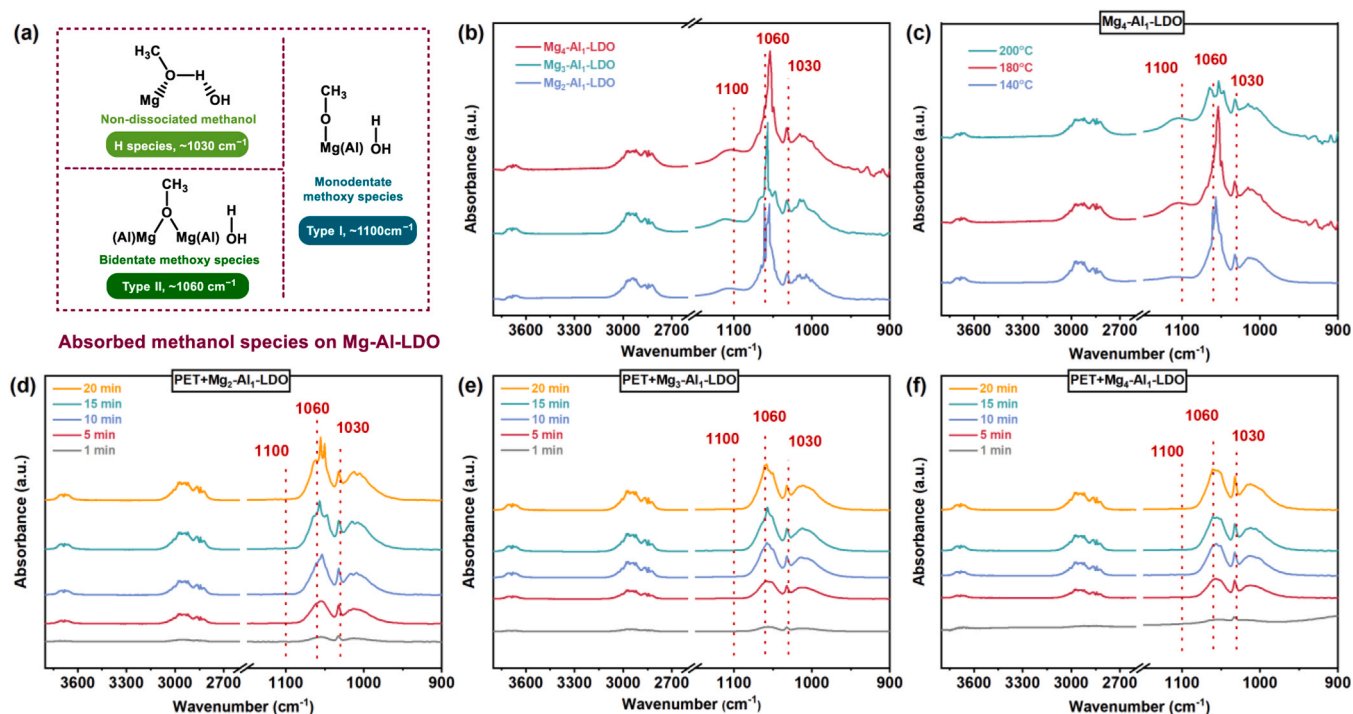 (a)
H₃C
O
H
Mg
OH
Non-dissociated methanol
H species, ~1030 cm⁻¹
CH₃
O
H
(Al)Mg
Mg(Al)
OH
Bidentate methoxy species
Type II, ~1060 cm⁻¹
CH₃
O
H
Mg(Al)
OH
Monodentate
methoxy species
Type I, ~1100cm⁻¹
Absorbed methanol species on Mg-Al-LDO
(b)
Mg₄-Al₁-LDO
Mg₃-Al₁-LDO
Mg₂-Al₁-LDO
1060
1030
1100
Absorbance (a.u.)
3600 3300 3000 2700 1100 1000 900
Wavenumber (cm⁻¹)
(c)
Mg₄-Al₁-LDO
200°C
180°C
140°C
1060
1100
1030
Absorbance (a.u.)
3600 3300 3000 2700 1100 1000 900
Wavenumber (cm⁻¹)
(d)
PET+Mg₂-Al₁-LDO
20 min
15 min
10 min
5 min
1 min
1060
1030
1100
Absorbance (a.u.)
3600 3300 3000 2700 1100 1000 900
Wavenumber (cm⁻¹)
(e)
PET+Mg₃-Al₁-LDO
20 min
15 min
10 min
5 min
1 min
1060
1100
1030
Absorbance (a.u.)
3600 3300 3000 2700 1100 1000 900
Wavenumber (cm⁻¹)
(f)
PET+Mg₄-Al₁-LDO
20 min
15 min
10 min
5 min
1 min
1060
1100
1030
Absorbance (a.u.)
3600 3300 3000 2700 1100 1000 900
Wavenumber (cm⁻¹)